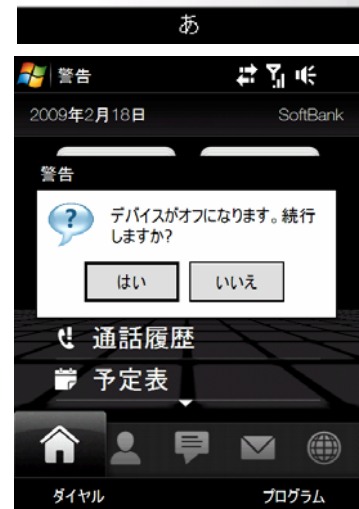 あ
警告
2009年2月18日 SoftBank
警告
デバイスがオフになります。続行
しますか?
はい いいえ
通話履歴
予定表
ダイヤル プログラム